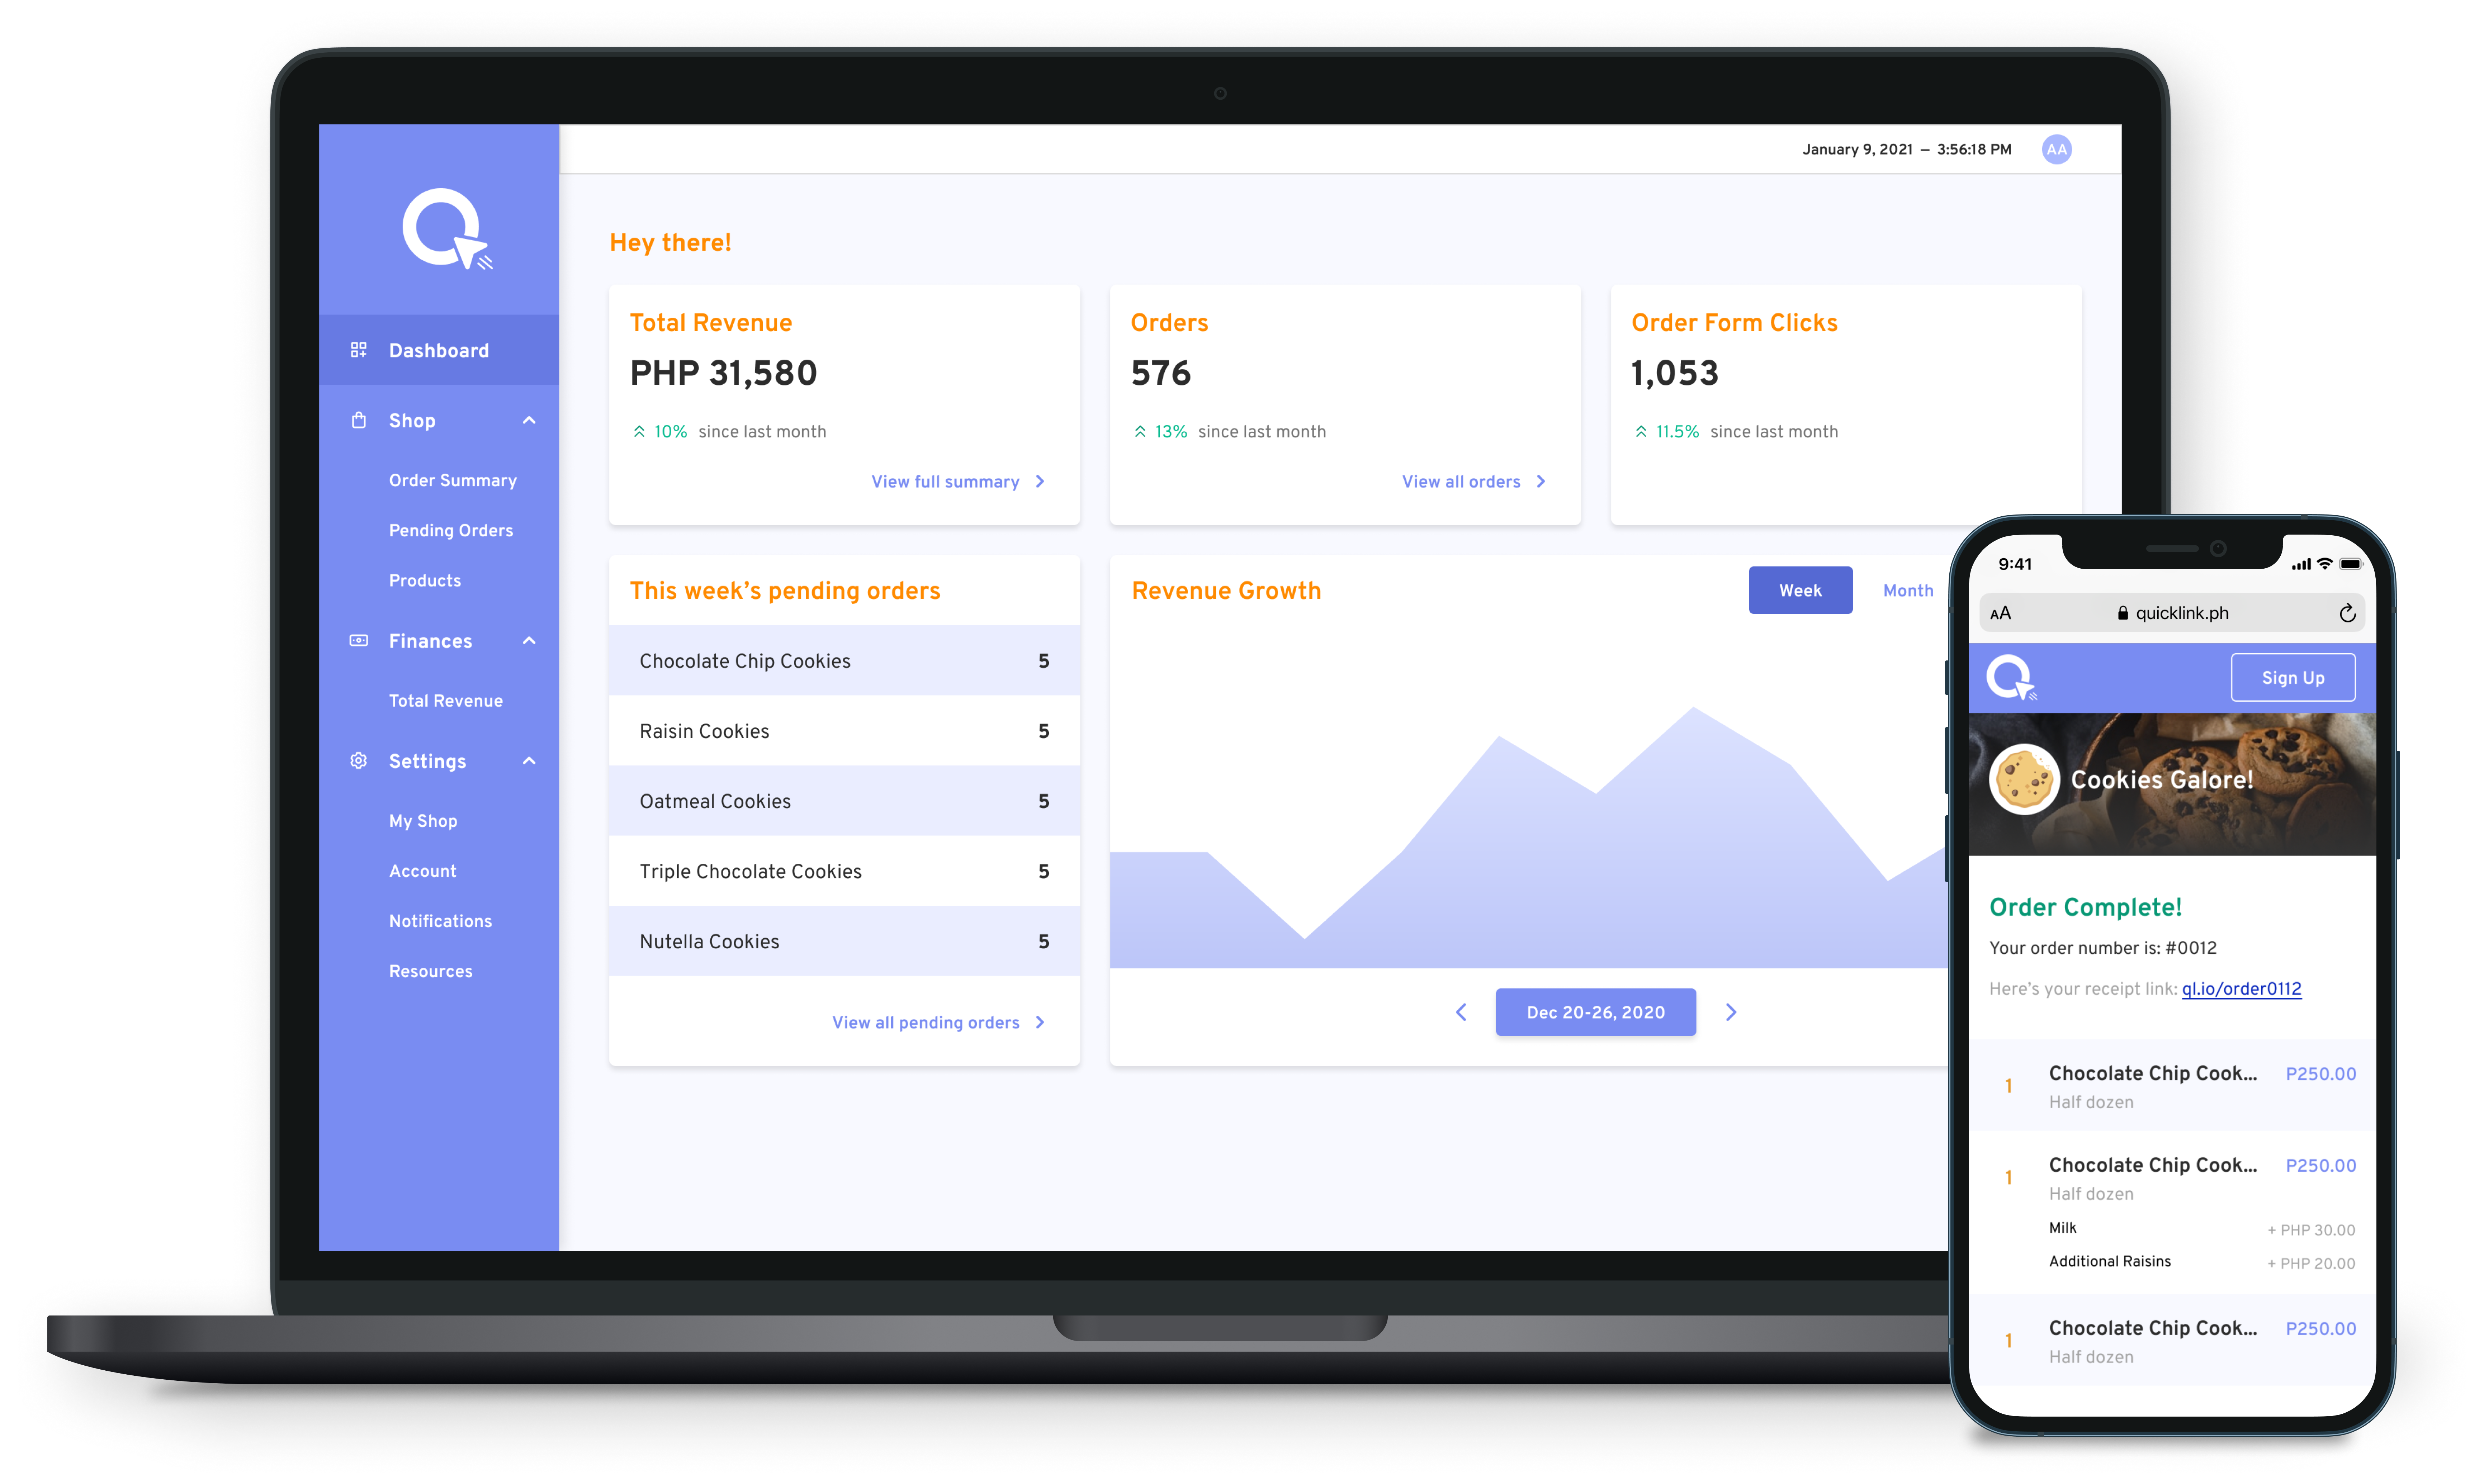 January 9, 2021 — 3:56:18 PM
AA
Dashboard
Shop
Order Summary
Pending Orders
Products
Finances
Total Revenue
Settings
My Shop
Account
Notifications
Resources
Hey there!
Total Revenue
PHP 31,580
10% since last month
View full summary
Orders
576
13% since last month
View all orders
Order Form Clicks
1,053
11.5% since last month
This week’s pending orders
Chocolate Chip Cookies 5
Raisin Cookies 5
Oatmeal Cookies 5
Triple Chocolate Cookies 5
Nutella Cookies 5
View all pending orders
Revenue Growth
Week Month
Dec 20-26, 2020
9:41
AA quicklink.ph
Sign Up
Cookies Galore!
Order Complete!
Your order number is: #0012
Here’s your receipt link: ql.io/order0112
1 Chocolate Chip Cook... P250.00
Half dozen
1 Chocolate Chip Cook... P250.00
Half dozen
Milk + PHP 30.00
Additional Raisins + PHP 20.00
1 Chocolate Chip Cook... P250.00
Half dozen